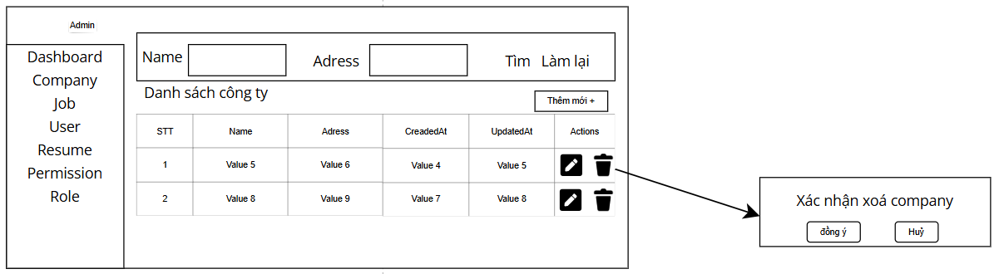 Admin
Dashboard
Company
Job
User
Resume
Permission
Role
Name Adress Tìm Làm lại
Danh sách công ty
Thêm mới +
STT Name Adress CreadedAt UpdatedAt Actions
1 Value 5 Value 6 Value 4 Value 5
2 Value 8 Value 9 Value 7 Value 8
Xác nhận xoá company
đồng ý Huỷ